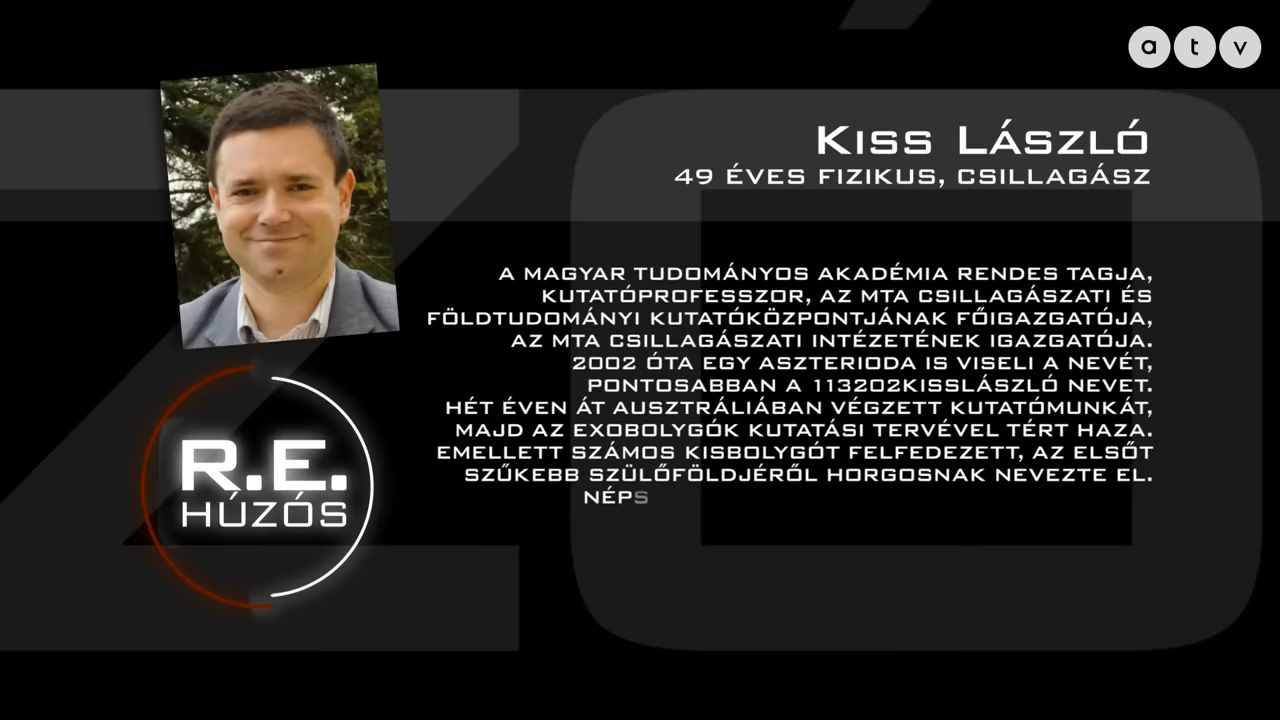 a t v
KISS LÁSZLÓ
49 ÉVES FIZIKUS, CSILLAGÁSZ
A MAGYAR TUDOMÁNYOS AKADÉMIA RENDES TAGJA,
KUTATÓPROFESSZOR, AZ MTA CSILLAGÁSZATI ÉS
FÖLDTUDOMÁNYI KUTATÓKÖZPONTJÁNAK FŐIGAZGATÓJA,
AZ MTA CSILLAGÁSZATI INTÉZETÉNEK IGAZGATÓJA.
2002 ÓTA EGY ASZTERIODA IS VISELI A NEVÉT,
PONTOSABBAN A 113202KISSLÁSZLÓ NEVET.
HÉT ÉVEN ÁT AUSZTRÁLIÁBAN VÉGZETT KUTATÓMUNKÁT,
MAJD AZ EXOBOLYGÓK KUTATÁSI TERVÉVEL TÉRT HAZA.
EMELLETT SZÁMOS KISBOLYGÓT FELFEDEZETT, AZ ELSŐT
SZŰKEBB SZÜLŐFÖLDJÉRŐL HORGOSNAK NEVEZTE EL.
NÉPS
R.E.
HÚZÓS